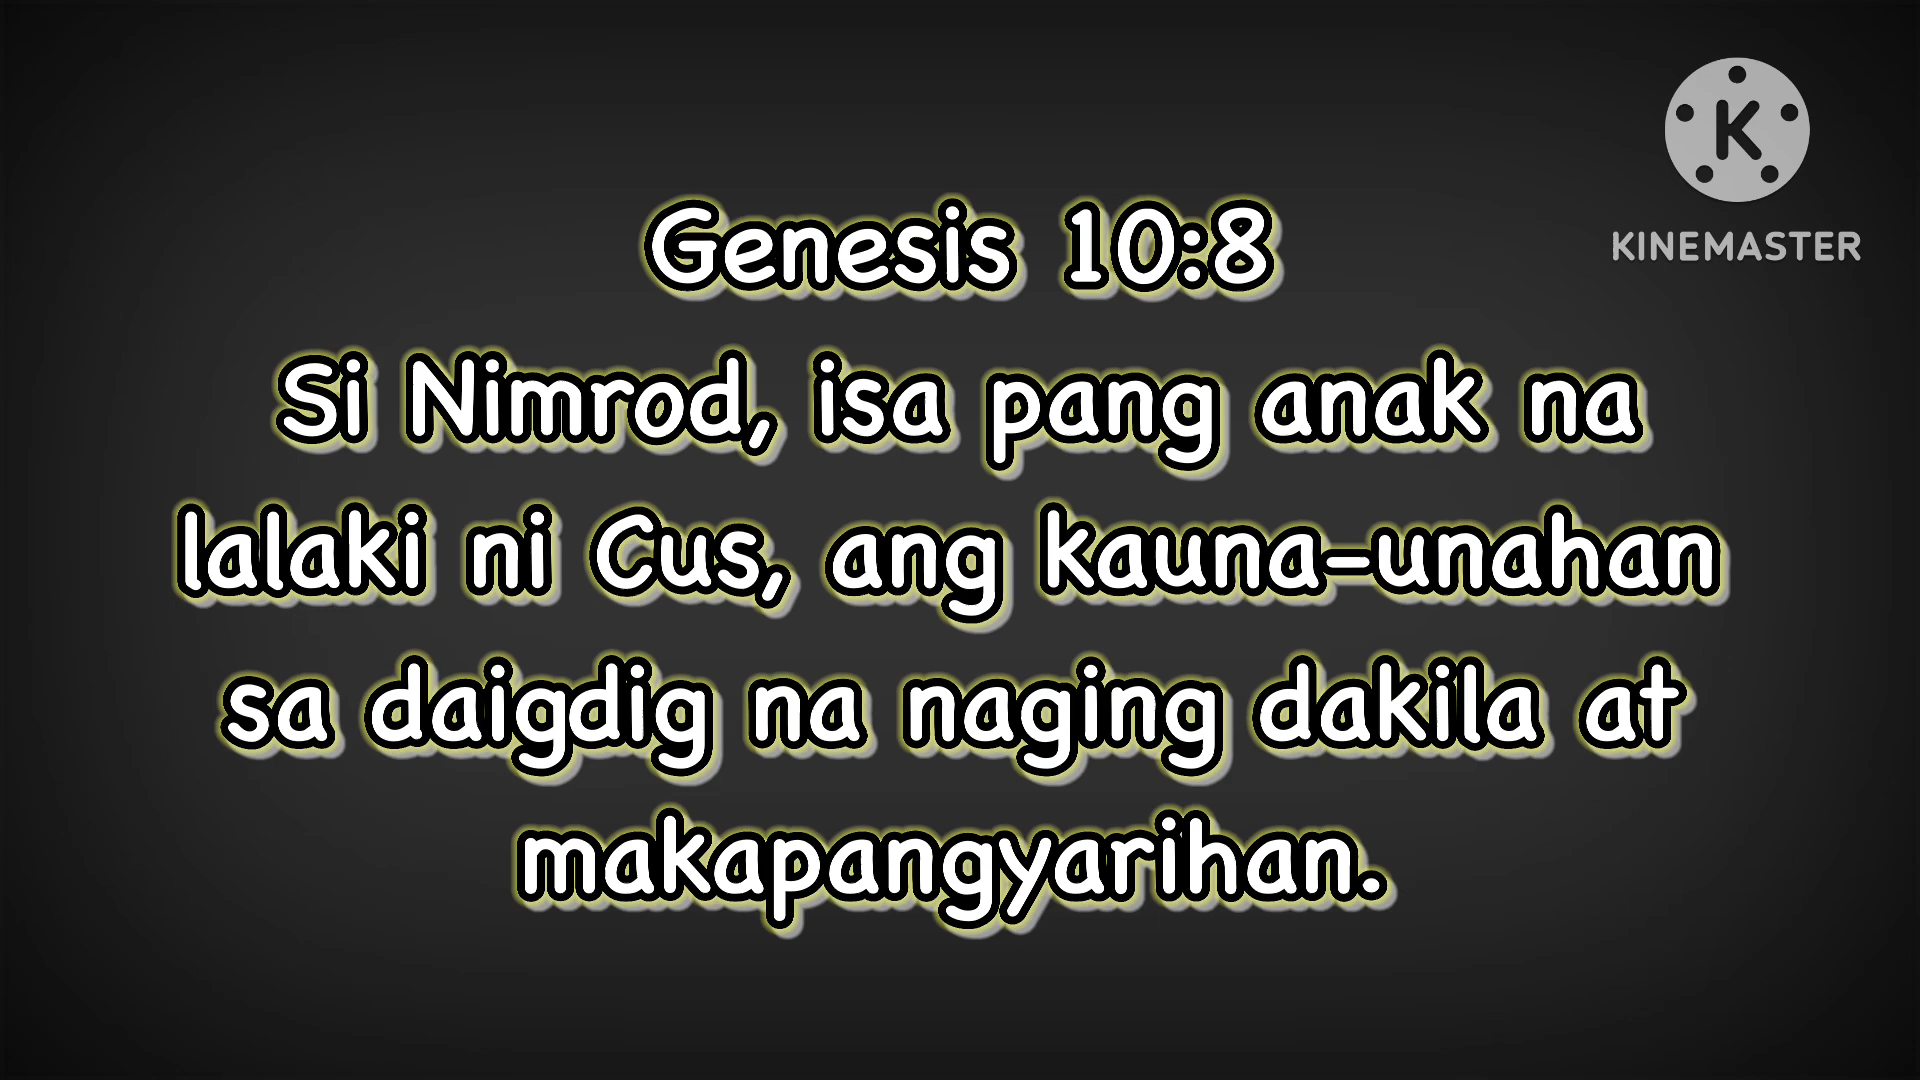 K
KINEMASTER
Genesis 10:8
Si Nimrod, isa pang anak na
lalaki ni Cus, ang kauna-unahan
sa daigdig na naging dakila at
makapangyarihan.